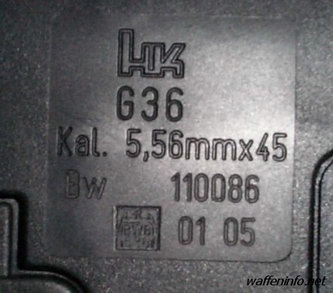 HK
G36
Kal. 5,56mmx45
Bw 110086
01 05
waffeninfo.net